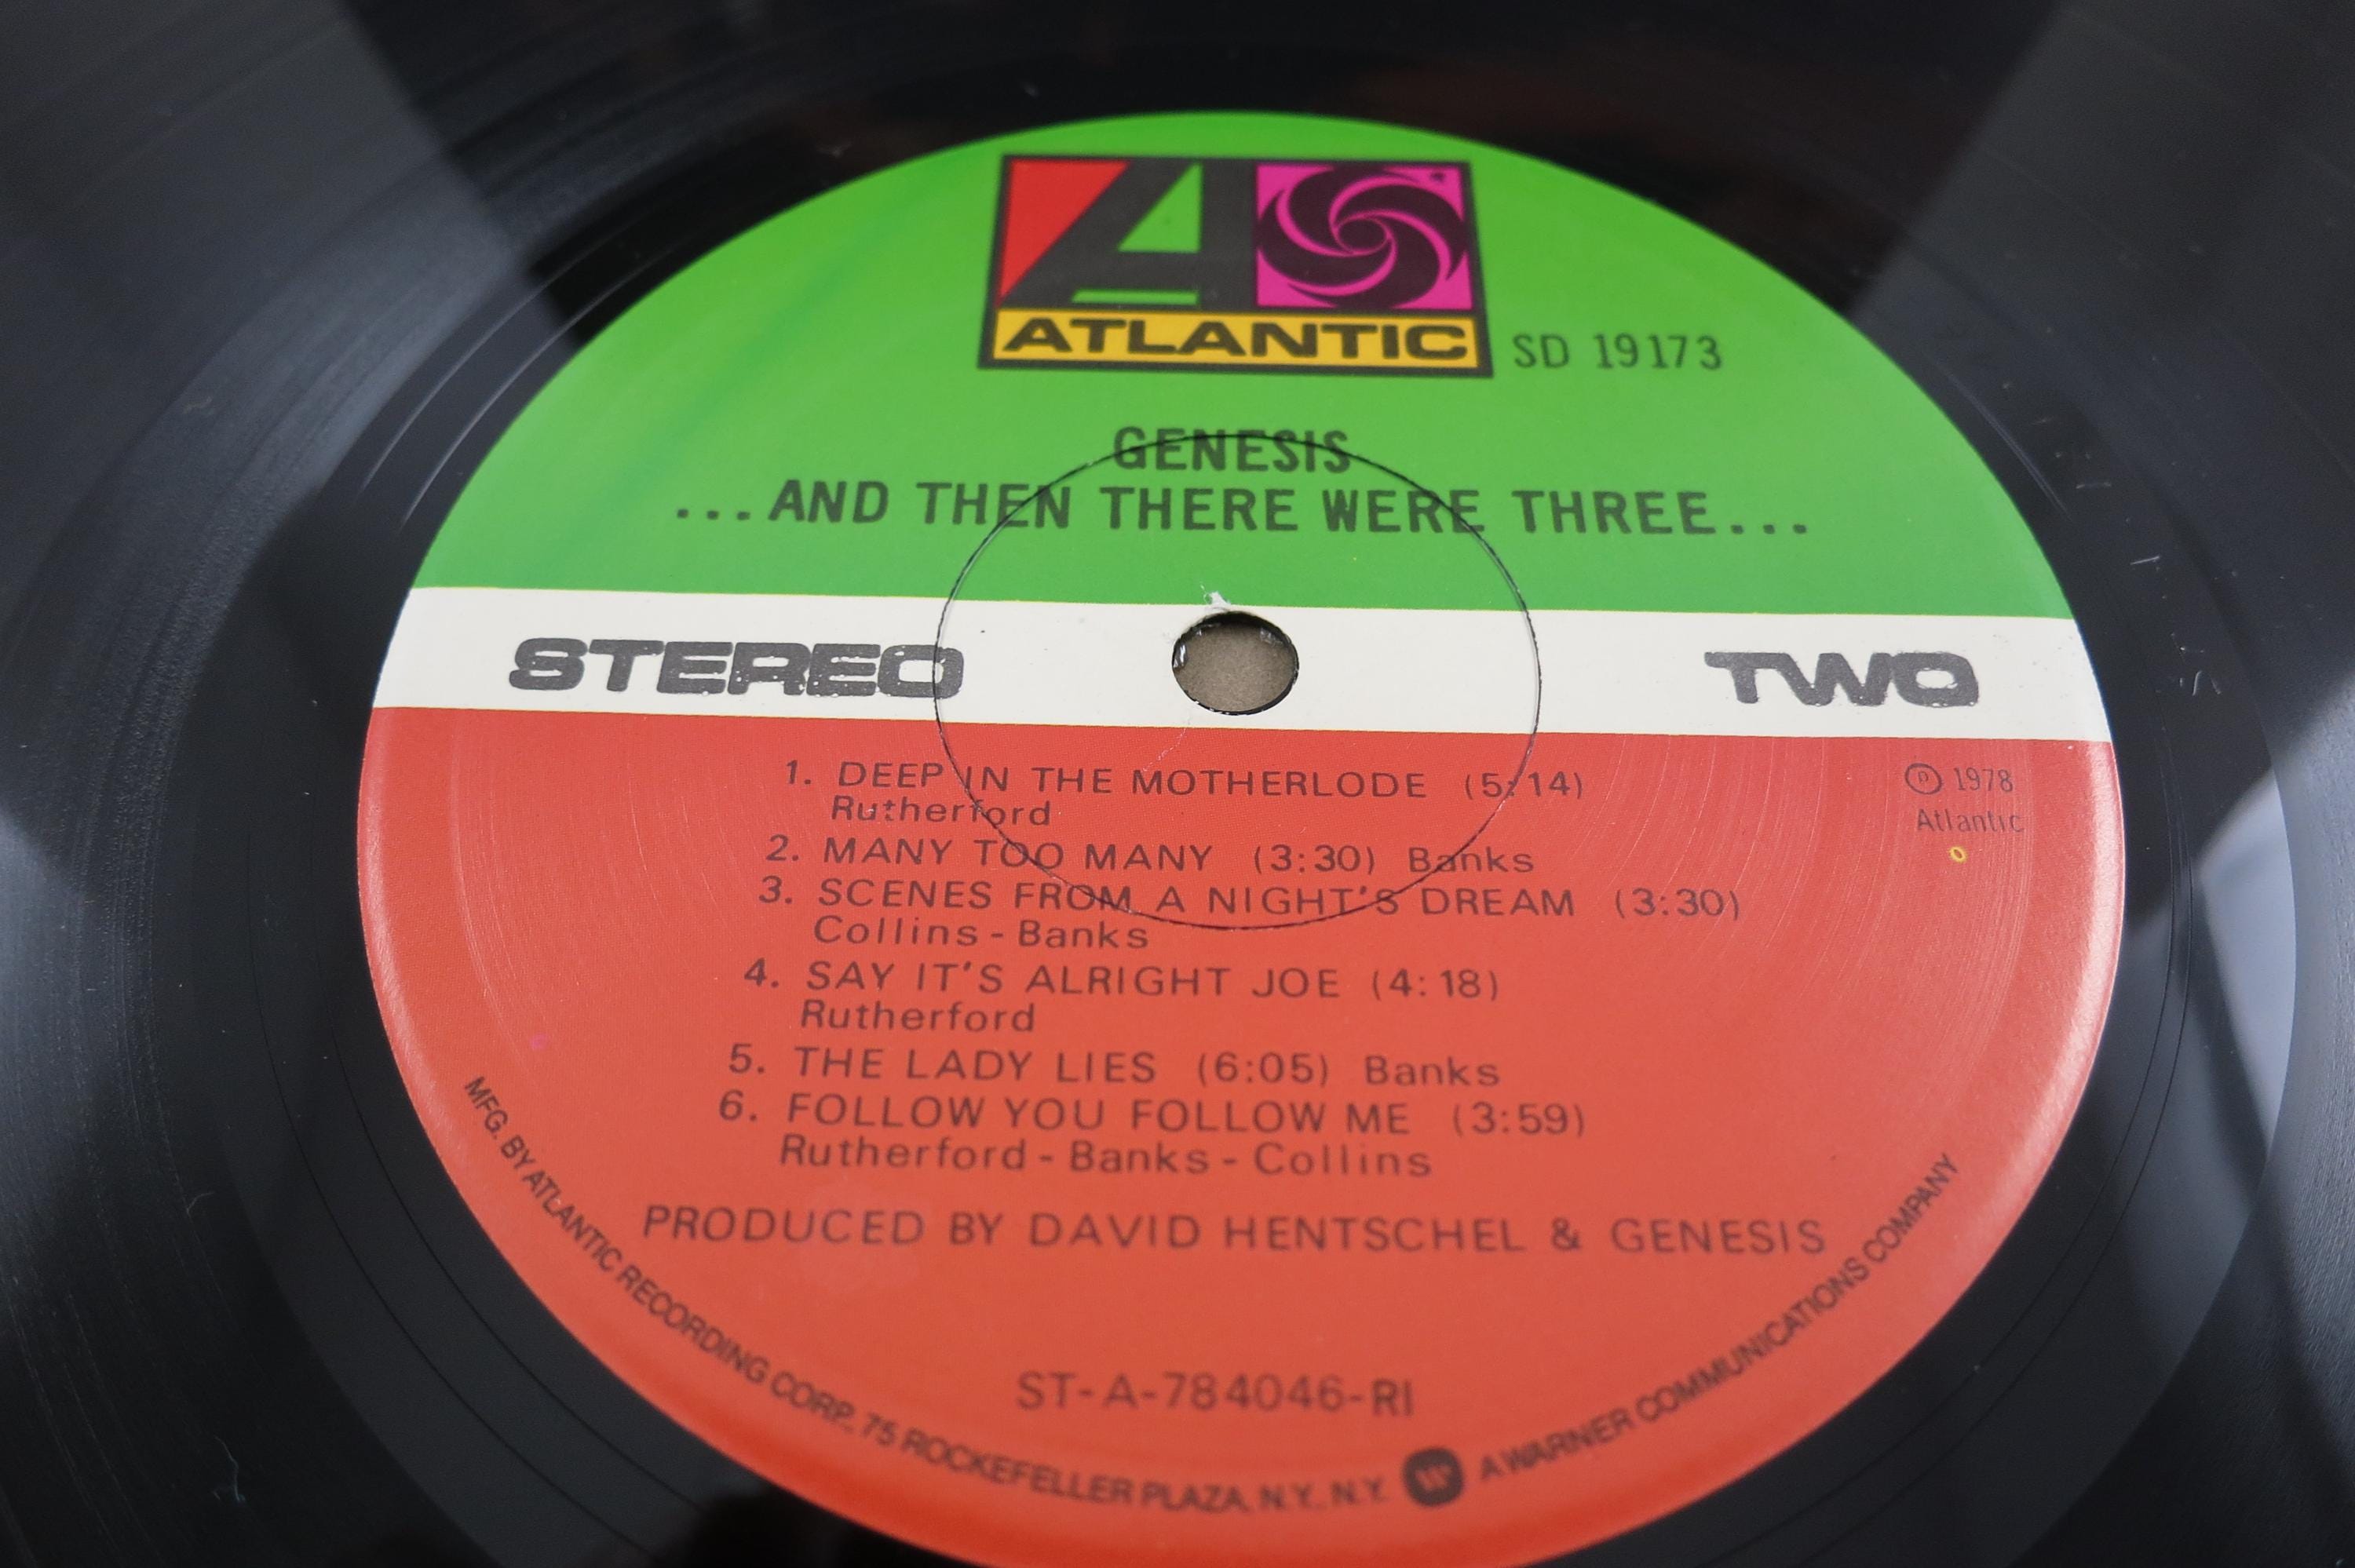 ATLANTIC
SD 19173
GENESIS
...AND THEN THERE WERE THREE...
STEREO
TWO
1. DEEP IN THE MOTHERLODE (5:14)
Rutherford
2. MANY TOO MANY (3:30) Banks
3. SCENES FROM A NIGHT'S DREAM (3:30)
Collins - Banks
4. SAY IT'S ALRIGHT JOE (4:18)
Rutherford
5. THE LADY LIES (6:05) Banks
6. FOLLOW YOU FOLLOW ME (3:59)
Rutherford - Banks - Collins
℗ 1978
Atlantic
PRODUCED BY DAVID HENTSCHEL & GENESIS
ST-A-784046-RI
MFG. BY ATLANTIC RECORDING CORP., 75 ROCKEFELLER PLAZA, N.Y., N.Y. W A WARNER COMMUNICATIONS COMPANY